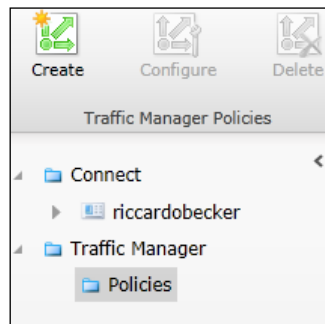 Create Configure Delete
Traffic Manager Policies
Connect
riccardobecker
Traffic Manager
Policies